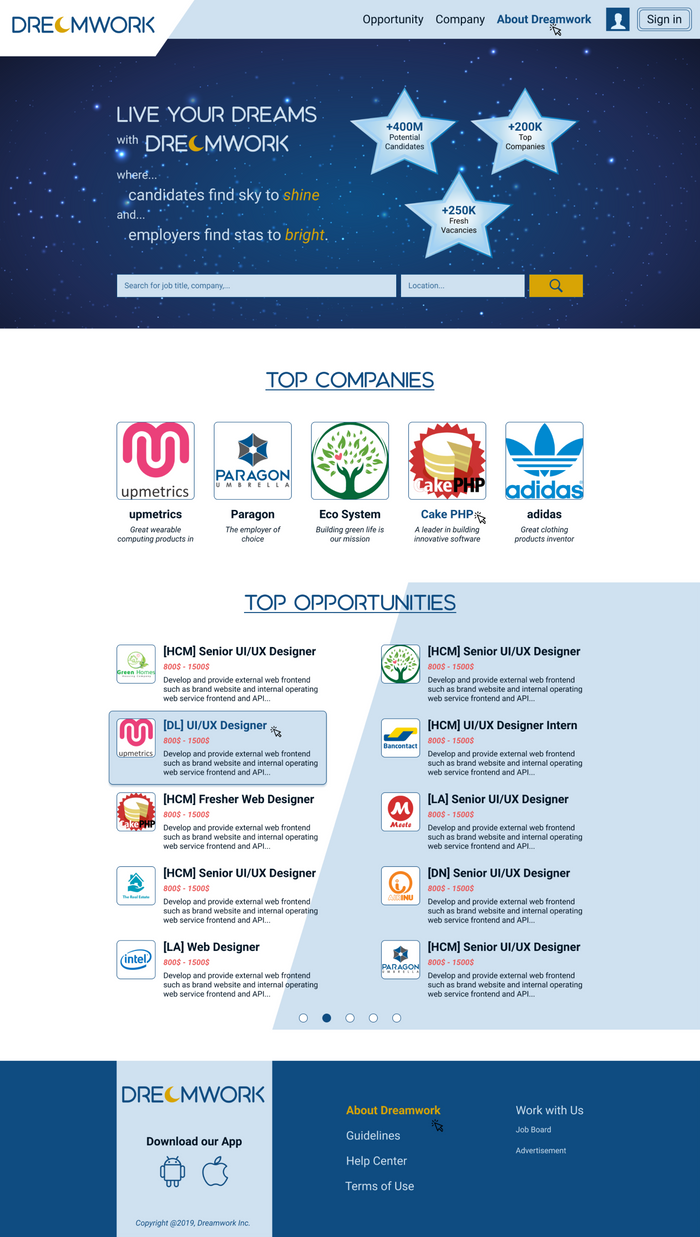 DREMWORK
Opportunity Company About Dreamwork Sign in
LIVE YOUR DREAMS
with DREMWORK
where...
candidates find sky to shine
and...
employers find stas to bright.
+400M
Potential
Candidates
+200K
Top
Companies
+250K
Fresh
Vacancies
Search for job title, company,... Location...
TOP COMPANIES
upmetrics
PARAGON
UMBRELLA
CakePHP
adidas
upmetrics
Great wearable
computing products in
Paragon
The employer of
choice
Eco System
Building green life is
our mission
Cake PHP
A leader in building
innovative software
adidas
Great clothing
products inventor
TOP OPPORTUNITIES
Green Homes
[HCM] Senior UI/UX Designer
800$ - 1500$
Develop and provide external web frontend
such as brand website and internal operating
web service frontend and API...
[HCM] Senior UI/UX Designer
800$ - 1500$
Develop and provide external web frontend
such as brand website and internal operating
web service frontend and API...
upmetrics
[DL] UI/UX Designer
800$ - 1500$
Develop and provide external web frontend
such as brand website and internal operating
web service frontend and API...
Bancontact
[HCM] UI/UX Designer Intern
800$ - 1500$
Develop and provide external web frontend
such as brand website and internal operating
web service frontend and API...
CakePHP
[HCM] Fresher Web Designer
800$ - 1500$
Develop and provide external web frontend
such as brand website and internal operating
web service frontend and API...
Meele
[LA] Senior UI/UX Designer
800$ - 1500$
Develop and provide external web frontend
such as brand website and internal operating
web service frontend and API...
The Real Estate
[HCM] Senior UI/UX Designer
800$ - 1500$
Develop and provide external web frontend
such as brand website and internal operating
web service frontend and API...
[DN] Senior UI/UX Designer
800$ - 1500$
Develop and provide external web frontend
such as brand website and internal operating
web service frontend and API...
intel
[LA] Web Designer
800$ - 1500$
Develop and provide external web frontend
such as brand website and internal operating
web service frontend and API...
PARAGON
UMBRELLA
[HCM] Senior UI/UX Designer
800$ - 1500$
Develop and provide external web frontend
such as brand website and internal operating
web service frontend and API...
DREMWORK
Download our App
Copyright @2019, Dreamwork Inc.
About Dreamwork
Guidelines
Help Center
Terms of Use
Work with Us
Job Board
Advertisement